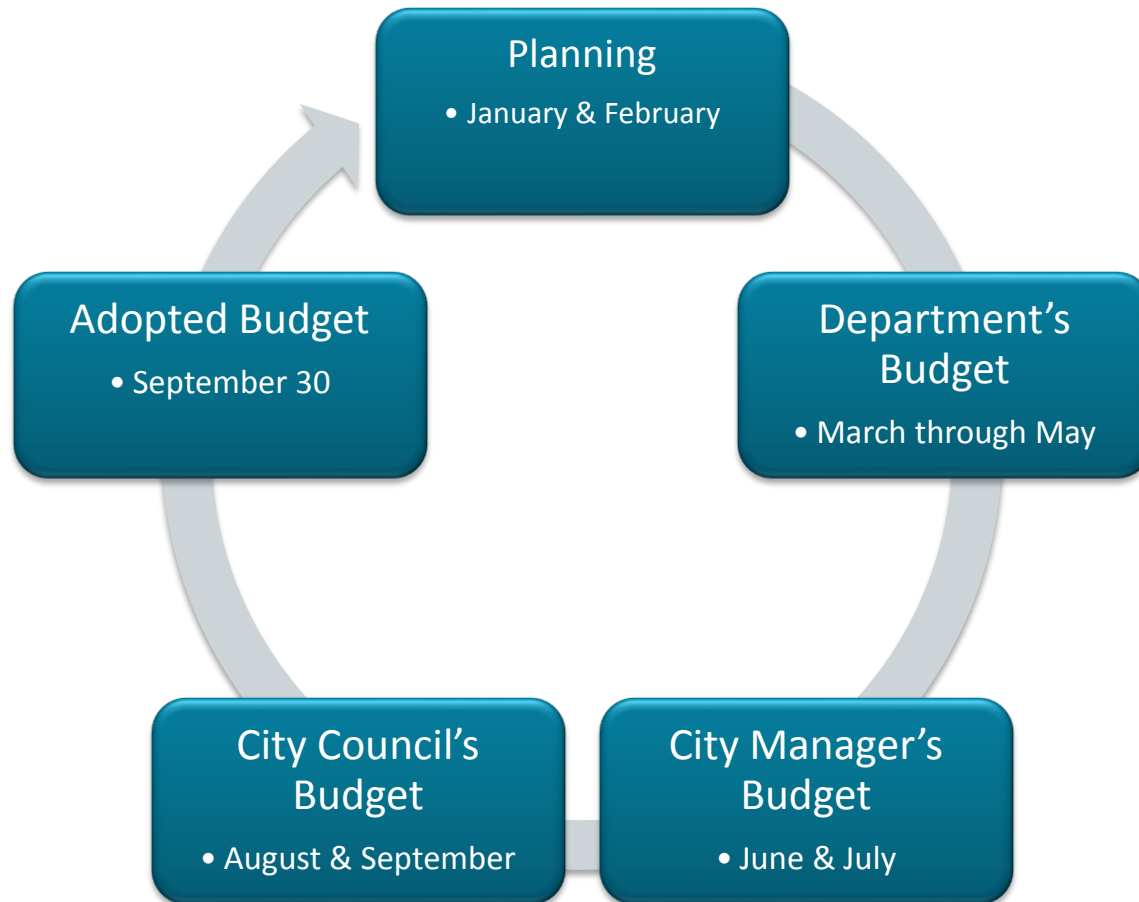 Planning
• January & February
Department’s
Budget
• March through May
City Manager’s
Budget
• June & July
City Council’s
Budget
• August & September
Adopted Budget
• September 30